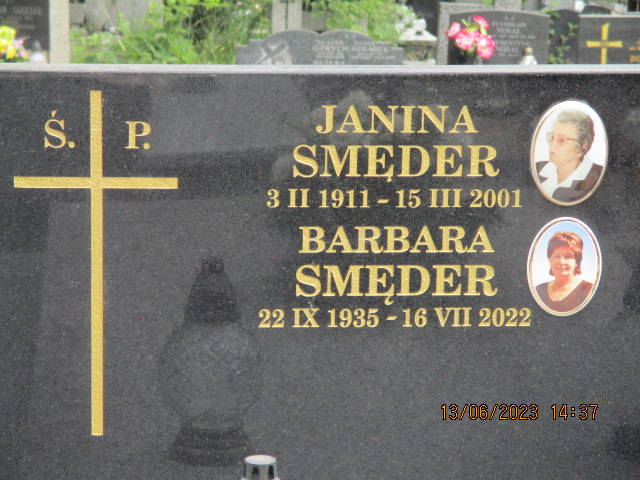 Ś. P.
JANINA
SMĘDER
3 II 1911 - 15 III 2001
BARBARA
SMĘDER
22 IX 1935 - 16 VII 2022
13/06/2023 14:37